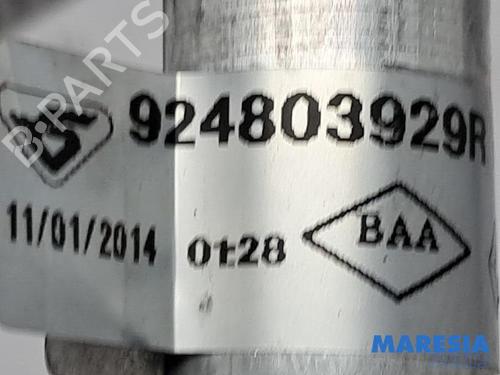 B-PARTS
924803929R
11/01/2014 01:28
BAA
MARESIA